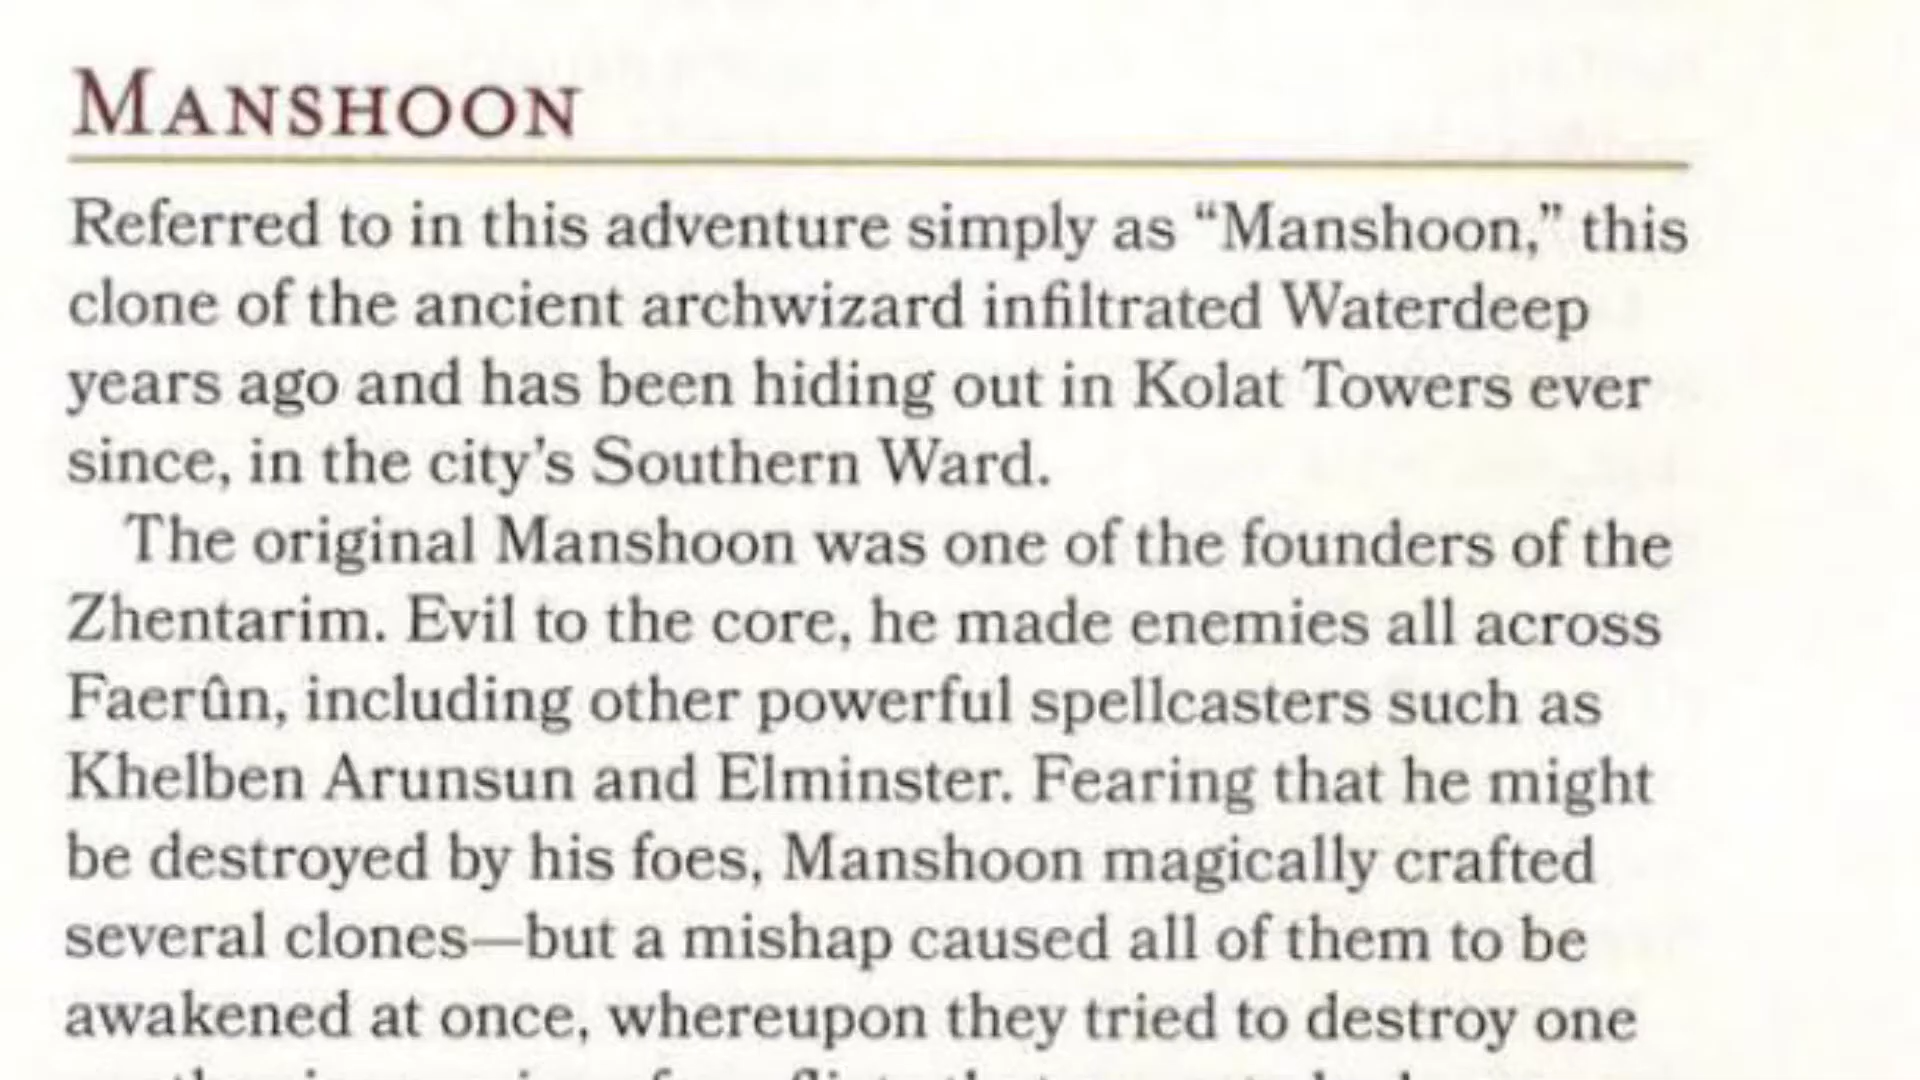 MANSHOON
Referred to in this adventure simply as “Manshoon,” this
clone of the ancient archwizard infiltrated Waterdeep
years ago and has been hiding out in Kolat Towers ever
since, in the city’s Southern Ward.
The original Manshoon was one of the founders of the
Zhentarim. Evil to the core, he made enemies all across
Faerûn, including other powerful spellcasters such as
Khelben Arunsun and Elminster. Fearing that he might
be destroyed by his foes, Manshoon magically crafted
several clones—but a mishap caused all of them to be
awakened at once, whereupon they tried to destroy one